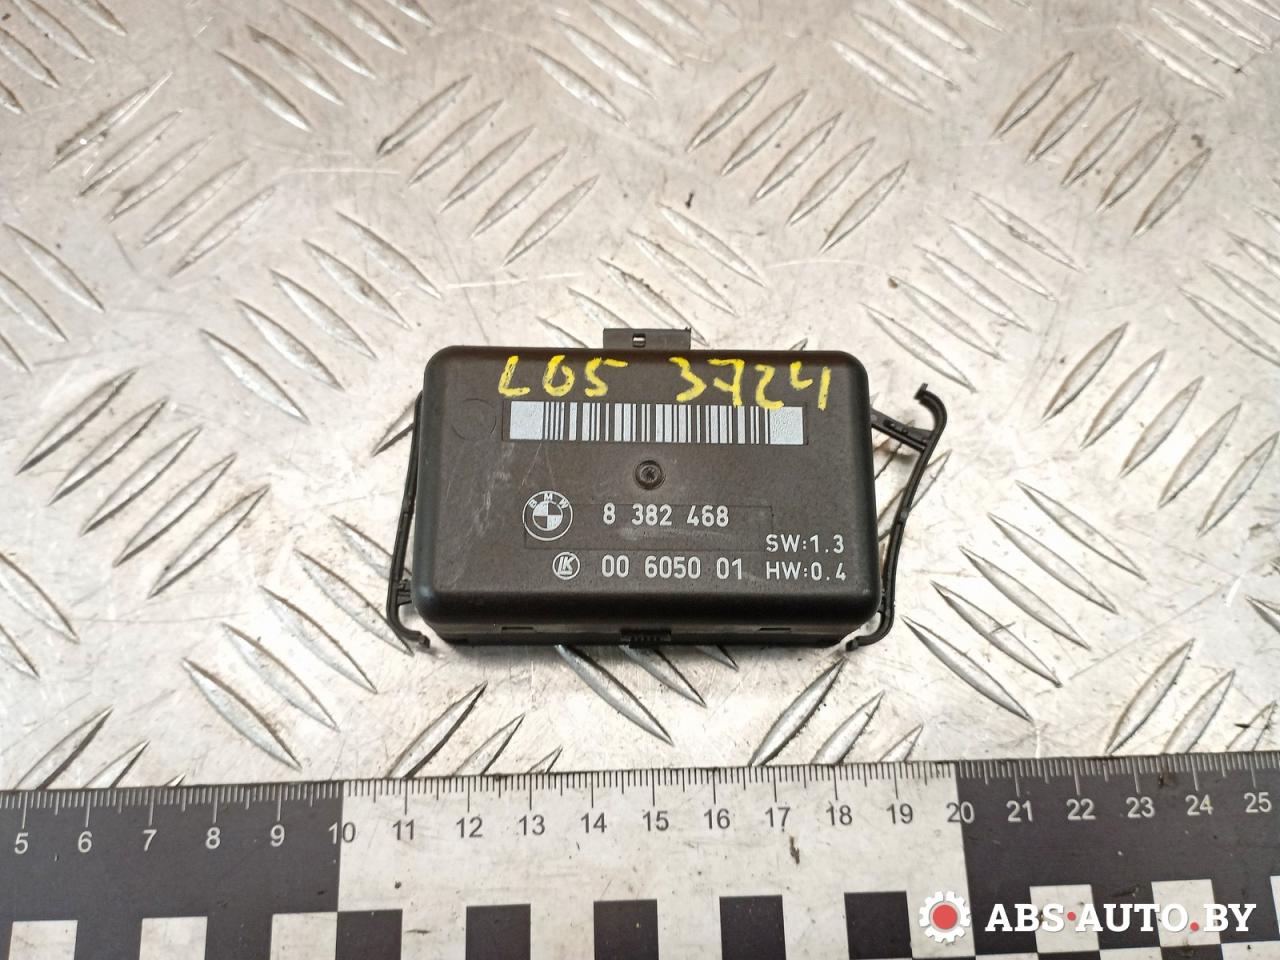 L05 3724
BMW
8 382 468
SW:1.3
LK 00 6050 01 HW:0.4
5 6 7 8 9 10 11 12 13 14 15 16 17 18 19 20 21 22 23 24 25
ABS-AUTO.BY